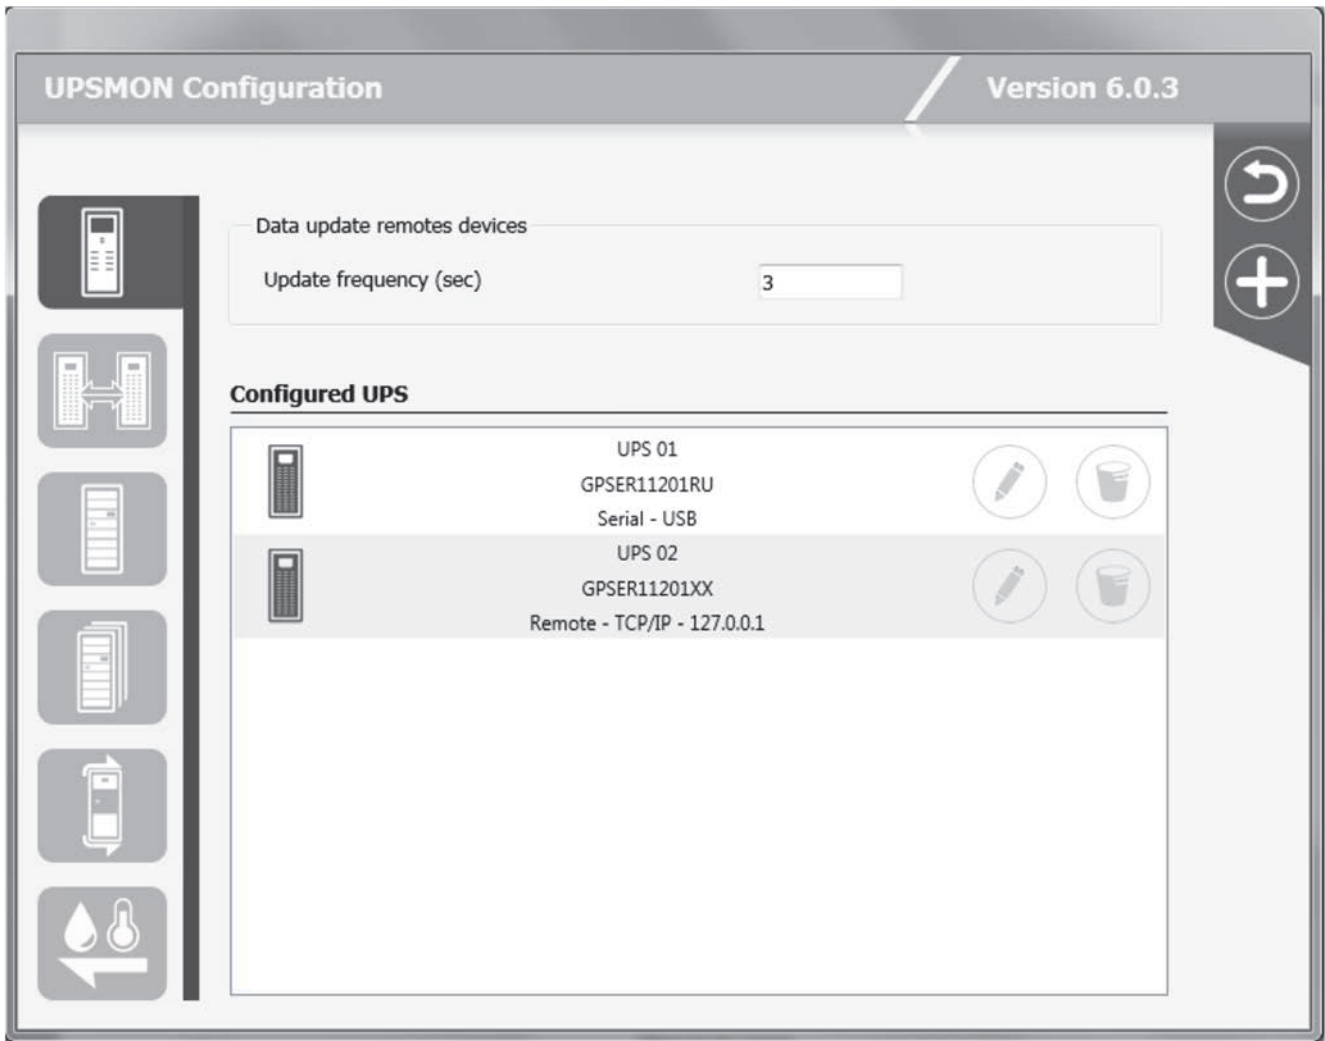 UPSMON Configuration
Version 6.0.3
Data update remotes devices
Update frequency (sec)
3
Configured UPS
UPS 01
GPSER11201RU
Serial - USB
UPS 02
GPSER11201XX
Remote - TCP/IP - 127.0.0.1